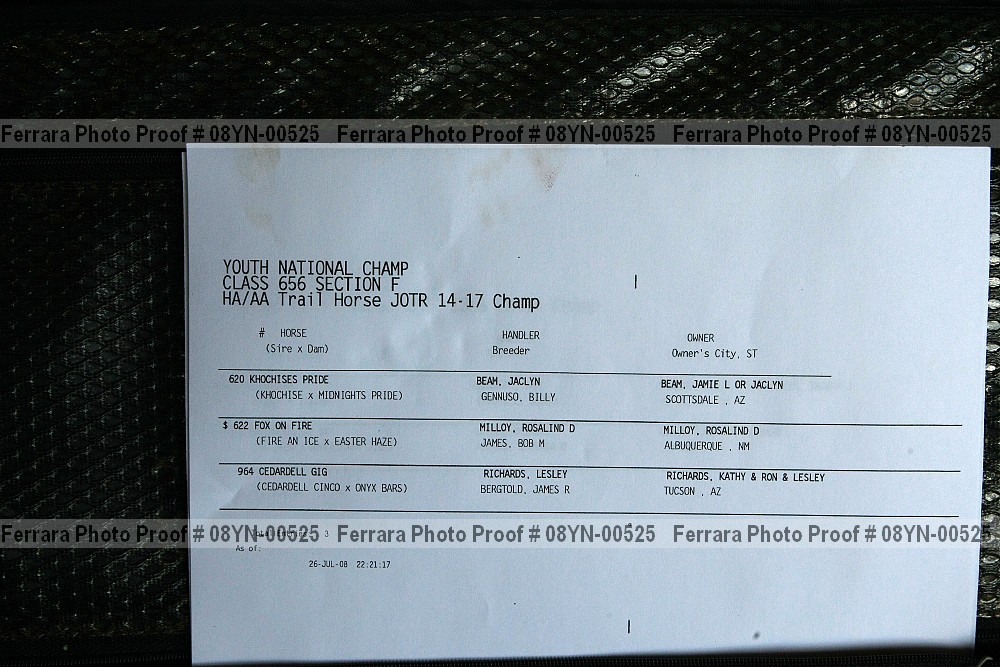 Ferrara Photo Proof # 08YN-00525 Ferrara Photo Proof # 08YN-00525 Ferrara Photo Proof # 08YN-00525
YOUTH NATIONAL CHAMP
CLASS 656 SECTION F
HA/AA Trail Horse JOTR 14-17 Champ
# HORSE HANDLER OWNER
(Sire x Dam) Breeder Owner's City, ST
620 KHOCHISES PRIDE BEAM, JACLYN BEAM, JAMIE L OR JACLYN
(KHOCHISE x MIDNIGHTS PRIDE) GENNUSO, BILLY SCOTTSDALE , AZ
$ 622 FOX ON FIRE MILLOY, ROSALIND D MILLOY, ROSALIND D
(FIRE AN ICE x EASTER HAZE) JAMES, BOB M ALBUQUERQUE , NM
964 CEDARDELL GIG RICHARDS, LESLEY RICHARDS, KATHY & RON & LESLEY
(CEDARDELL CINCO x ONYX BARS) BERGTOLD, JAMES R TUCSON , AZ
Ferrara Photo Proof # 08YN-00525 Ferrara Photo Proof # 08YN-00525 Ferrara Photo Proof # 08YN-00525
3
As of:
26-JUL-08 22:21:17